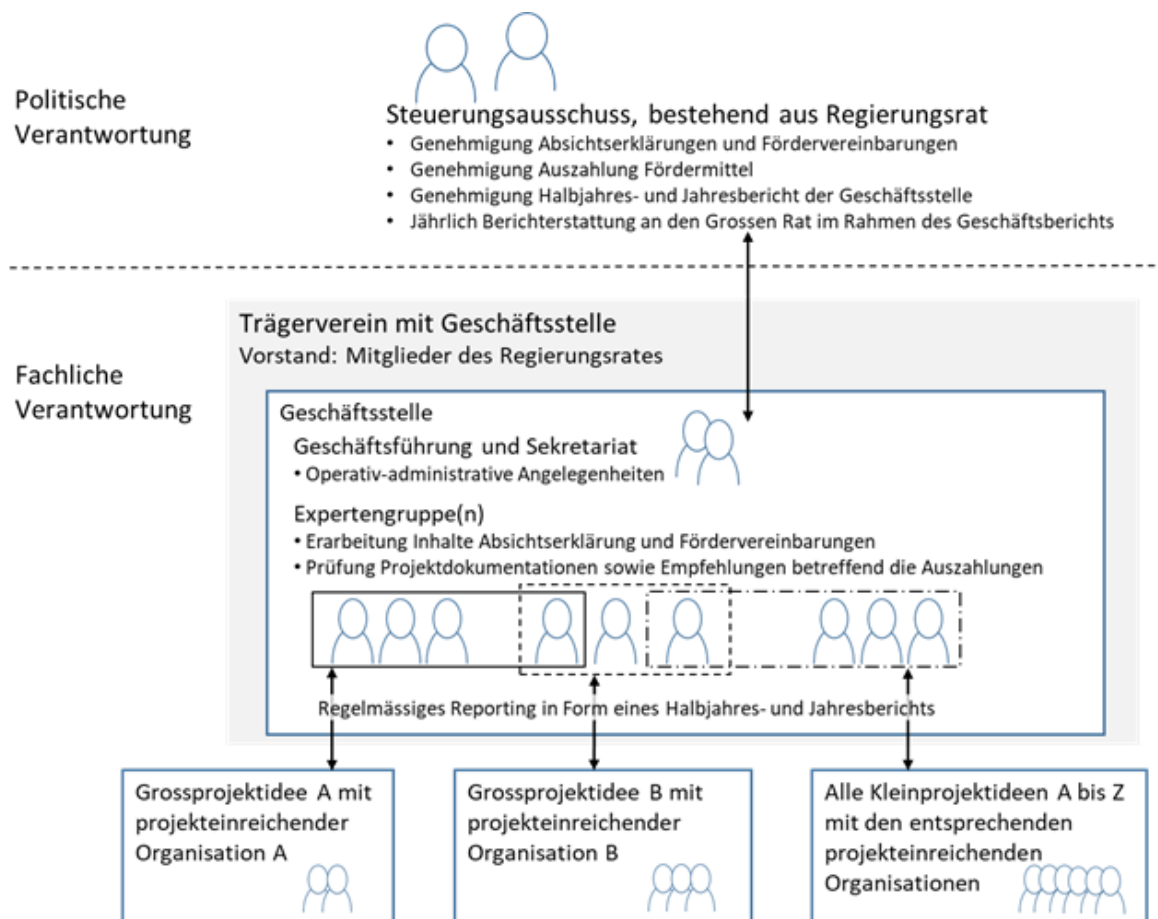 Politische
Verantwortung
Steuerungsausschuss, bestehend aus Regierungsrat
• Genehmigung Absichtserklärungen und Fördervereinbarungen
• Genehmigung Auszahlung Fördermittel
• Genehmigung Halbjahres- und Jahresbericht der Geschäftsstelle
• Jährlich Berichterstattung an den Grossen Rat im Rahmen des Geschäftsberichts
Fachliche
Verantwortung
Trägerverein mit Geschäftsstelle
Vorstand: Mitglieder des Regierungsrates
Geschäftsstelle
Geschäftsführung und Sekretariat
• Operativ-administrative Angelegenheiten
Expertengruppe(n)
• Erarbeitung Inhalte Absichtserklärung und Fördervereinbarungen
• Prüfung Projektdokumentationen sowie Empfehlungen betreffend die Auszahlungen
Regelmässiges Reporting in Form eines Halbjahres- und Jahresberichts
Grossprojektidee A mit
projekteinreichender
Organisation A
Grossprojektidee B mit
projekteinreichender
Organisation B
Alle Kleinprojektideen A bis Z
mit den entsprechenden
projekteinreichenden
Organisationen